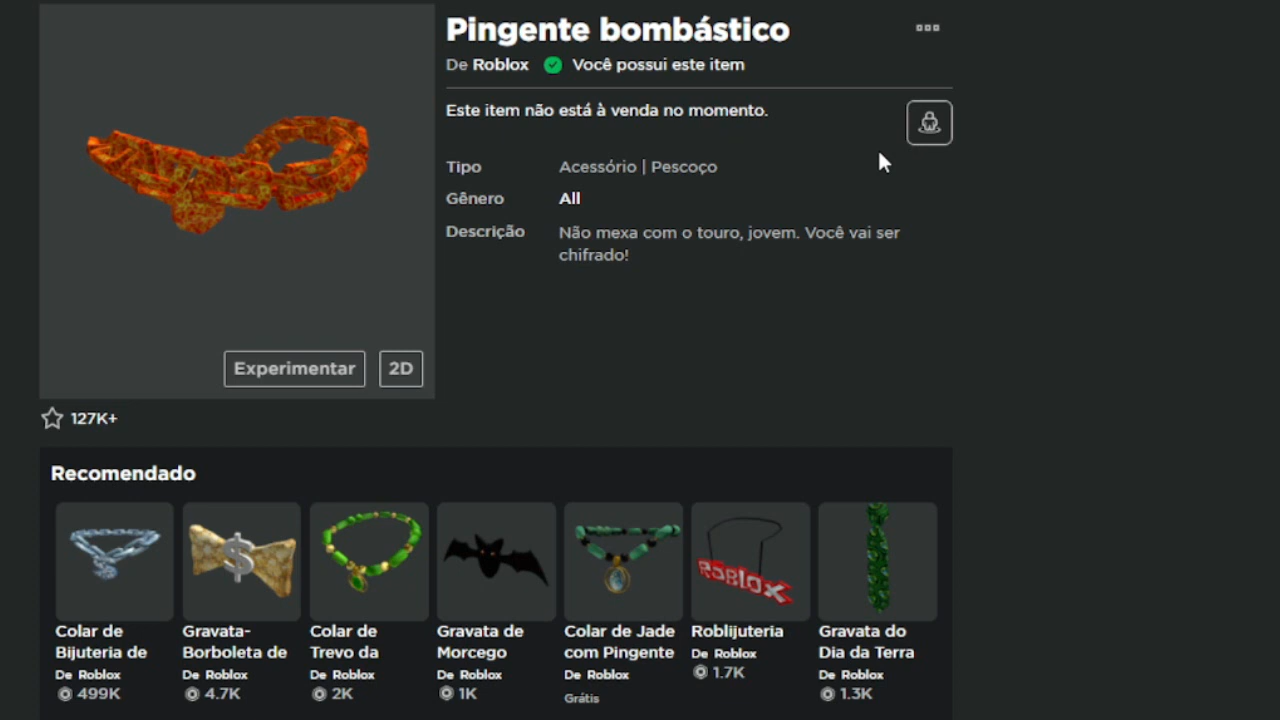 Pingente bombástico
De Roblox Você possui este item
Este item não está à venda no momento.
Tipo Acessório | Pescoço
Gênero All
Descrição Não mexa com o touro, jovem. Você vai ser
chifrado!
Experimentar 2D
127K+
Recomendado
$
ROBLOX
Colar de
Bijuteria de
De Roblox
499K
Gravata-
Borboleta de
De Roblox
4.7K
Colar de
Trevo da
De Roblox
2K
Gravata de
Morcego
De Roblox
1K
Colar de Jade
com Pingente
De Roblox
Grátis
Roblijuteria
De Roblox
1.7K
Gravata do
Dia da Terra
De Roblox
1.3K